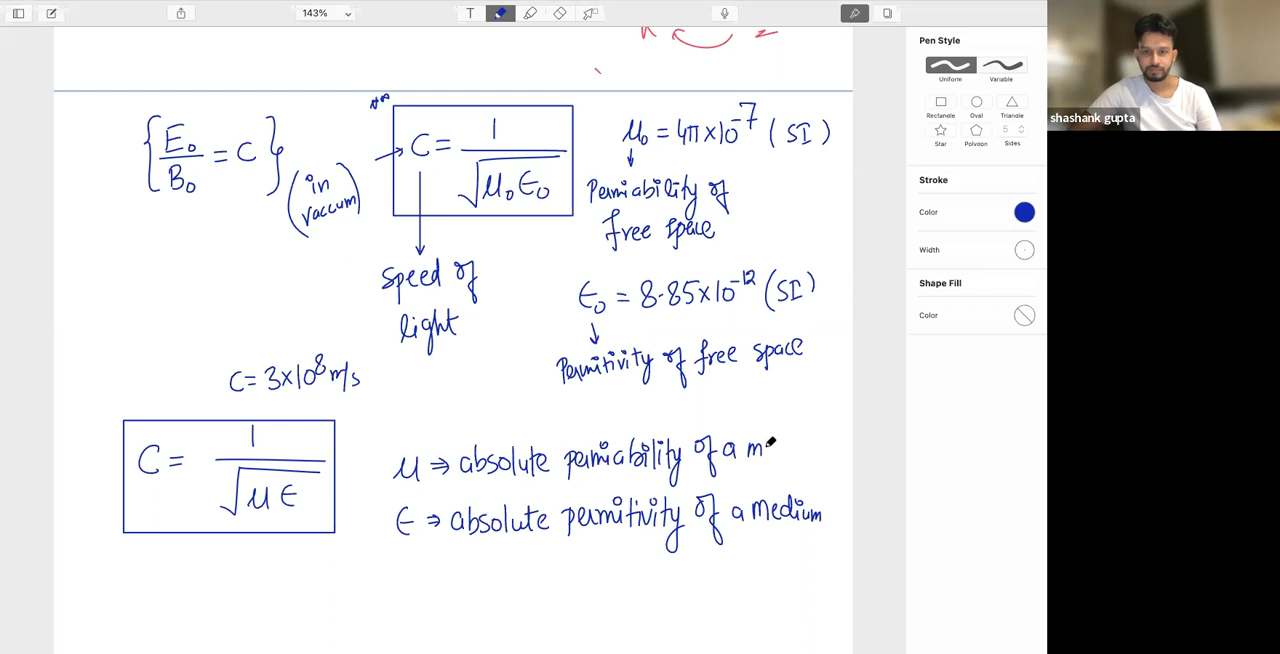 143%
T
Pen Style
Uniform
Variable
Rectangle
Oval
Triangle
Star
Polygon
5
Sides
Stroke
Color
Width
Shape Fill
Color
shashank gupta
{E₀/B₀ = C} (in vaccum)
C = 1/√μ₀ε₀
speed of
light
μ₀ = 4π×10⁻⁷ (SI)
Permiability of
free space
ε₀ = 8.85×10⁻¹² (SI)
Permitivity of free space
C = 3×10⁸ m/s
C = 1/√με
μ ⇒ absolute permiability of a m
ε ⇒ absolute permitivity of a medium